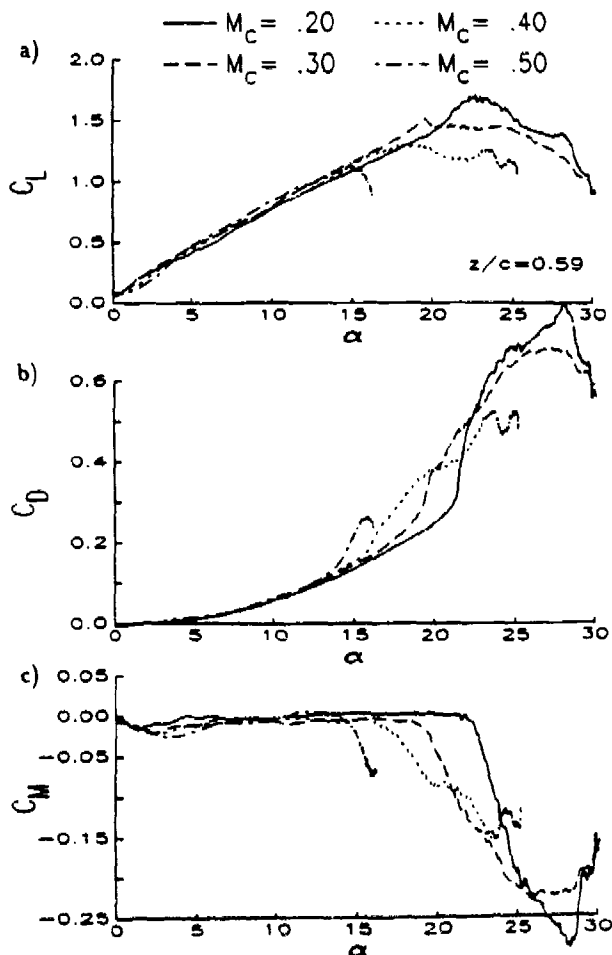 M_C = .20
M_C = .40
M_C = .30
M_C = .50
a)
2.0
1.5
1.0
0.5
0.0
C_L
z/c=0.59
0 5 10 15 20 25 30
α
b)
0.6
0.4
0.2
0.0
C_D
0 5 10 15 20 25 30
α
c)
0.05
0.00
-0.05
-0.15
-0.25
C_M
0 5 10 15 20 25 30
α